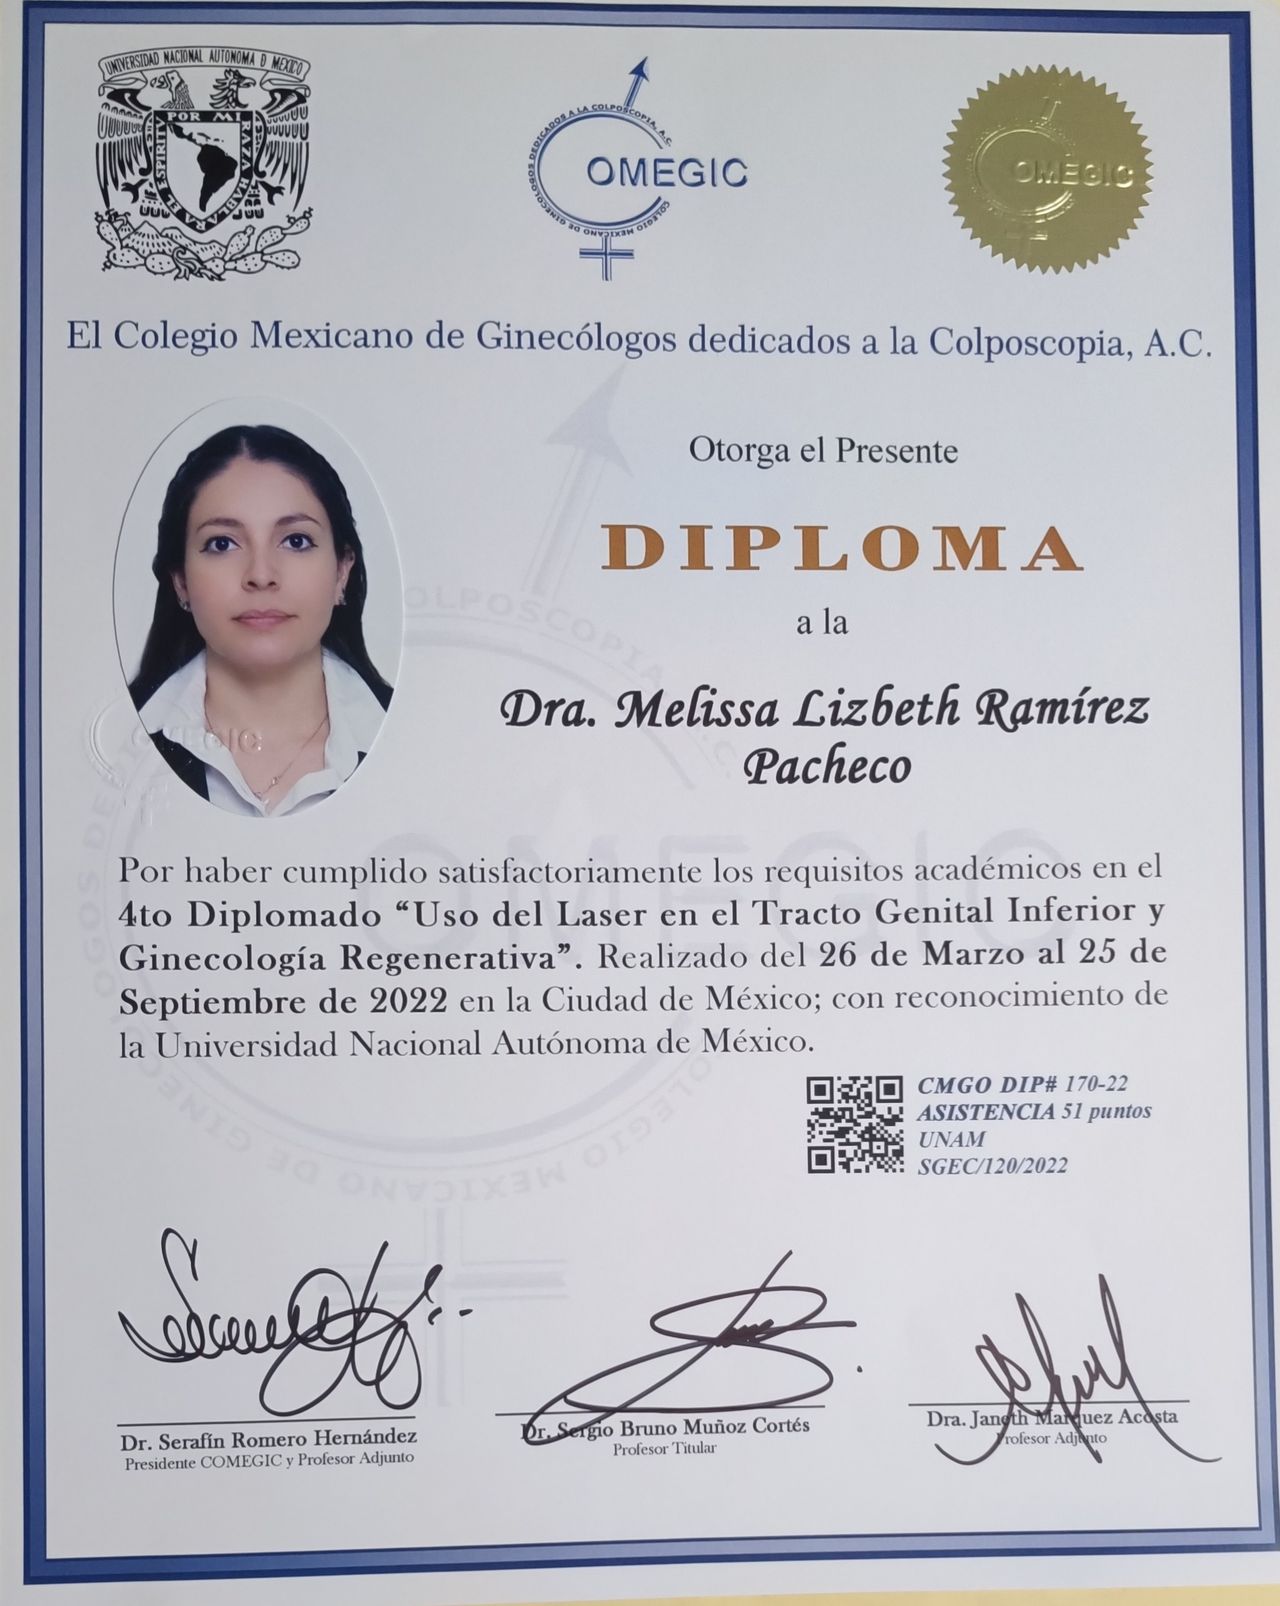 UNIVERSIDAD NACIONAL AUTONOMA D MEXICO
POR MI RAZA HABLARA EL ESPIRITU
COLEGIO MEXICANO DE GINECOLOGOS DEDICADOS A LA COLPOSCOPIA, A.C.
COMEGIC
COMEGIC
El Colegio Mexicano de Ginecólogos dedicados a la Colposcopia, A.C.
Otorga el Presente
DIPLOMA
a la
Dra. Melissa Lizbeth Ramírez
Pacheco
COMEGIC
Por haber cumplido satisfactoriamente los requisitos académicos en el
4to Diplomado “Uso del Laser en el Tracto Genital Inferior y
Ginecología Regenerativa”. Realizado del 26 de Marzo al 25 de
Septiembre de 2022 en la Ciudad de México; con reconocimiento de
la Universidad Nacional Autónoma de México.
CMGO DIP# 170-22
ASISTENCIA 51 puntos
UNAM
SGEC/120/2022
Dr. Serafín Romero Hernández
Presidente COMEGIC y Profesor Adjunto
Dr. Sergio Bruno Muñoz Cortés
Profesor Titular
Dra. Janeth Marquez Acosta
Profesor Adjunto